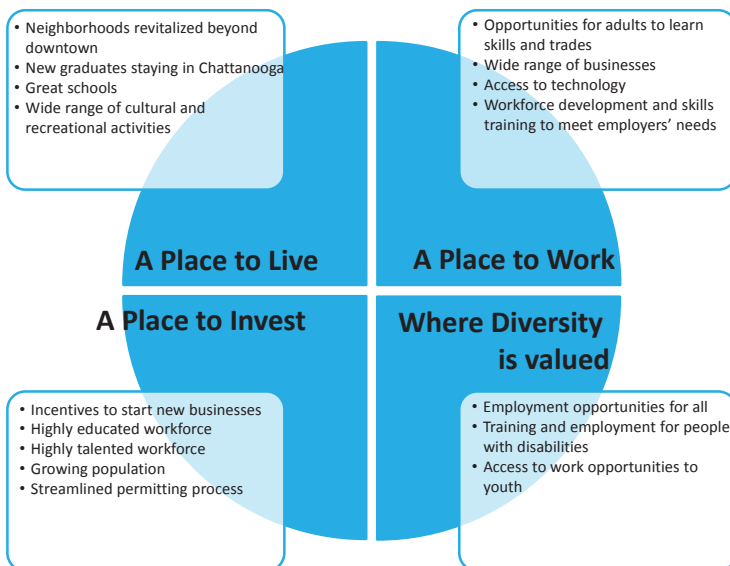 • Neighborhoods revitalized beyond
downtown
• New graduates staying in Chattanooga
• Great schools
• Wide range of cultural and
recreational activities
• Opportunities for adults to learn
skills and trades
• Wide range of businesses
• Access to technology
• Workforce development and skills
training to meet employers’ needs
A Place to Live
A Place to Work
A Place to Invest
Where Diversity
is valued
• Incentives to start new businesses
• Highly educated workforce
• Highly talented workforce
• Growing population
• Streamlined permitting process
• Employment opportunities for all
• Training and employment for people
with disabilities
• Access to work opportunities to
youth